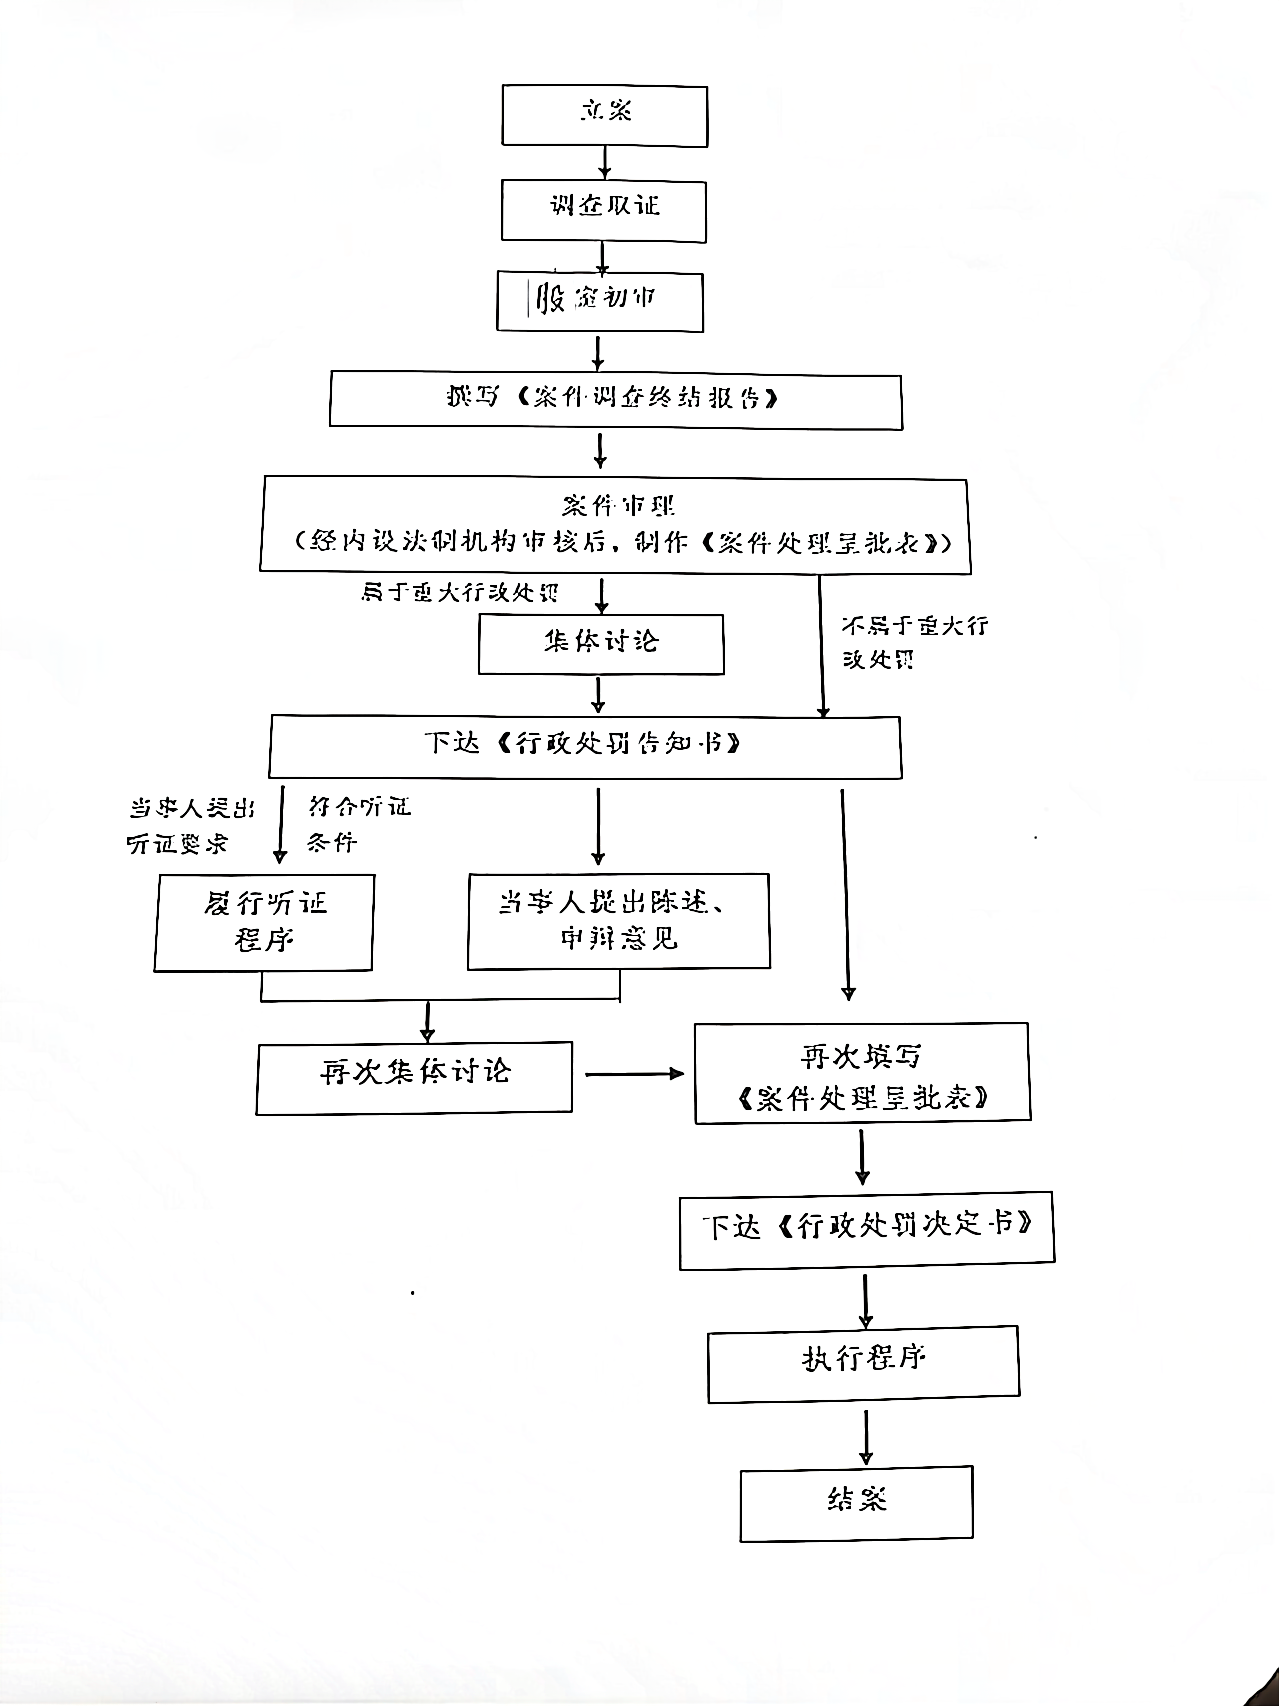 立案
调查取证
股室初审
撰写《案件调查终结报告》
案件审理
（经内设法制机构审核后，制作《案件处理呈批表》）
属于重大行政处罚
集体讨论
不属于重大行
政处罚
下达《行政处罚告知书》
当事人提出
听证要求
符合听证
条件
履行听证
程序
当事人提出陈述、
申辩意见
再次集体讨论
再次填写
《案件处理呈批表》
下达《行政处罚决定书》
执行程序
结案